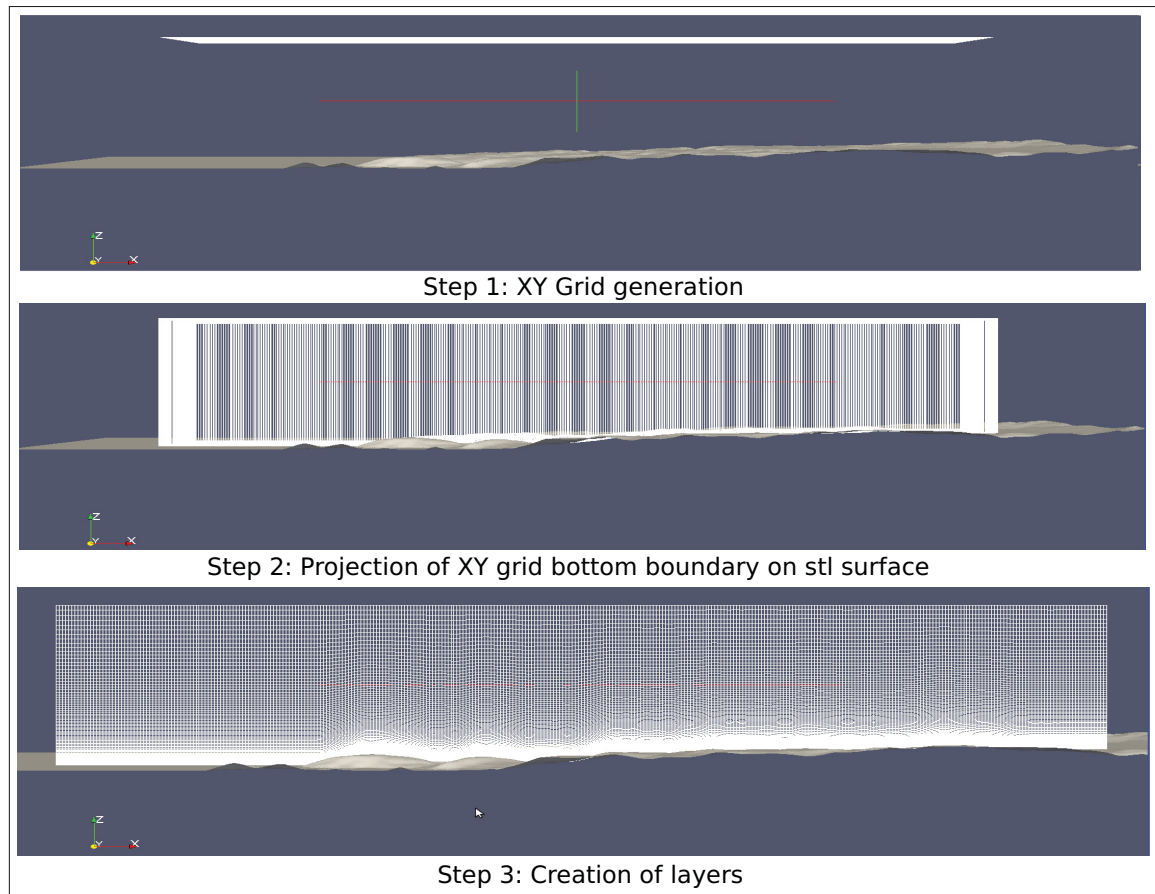 Z
Y X
Step 1: XY Grid generation
Z
Y X
Step 2: Projection of XY grid bottom boundary on stl surface
Z
Y X
Step 3: Creation of layers